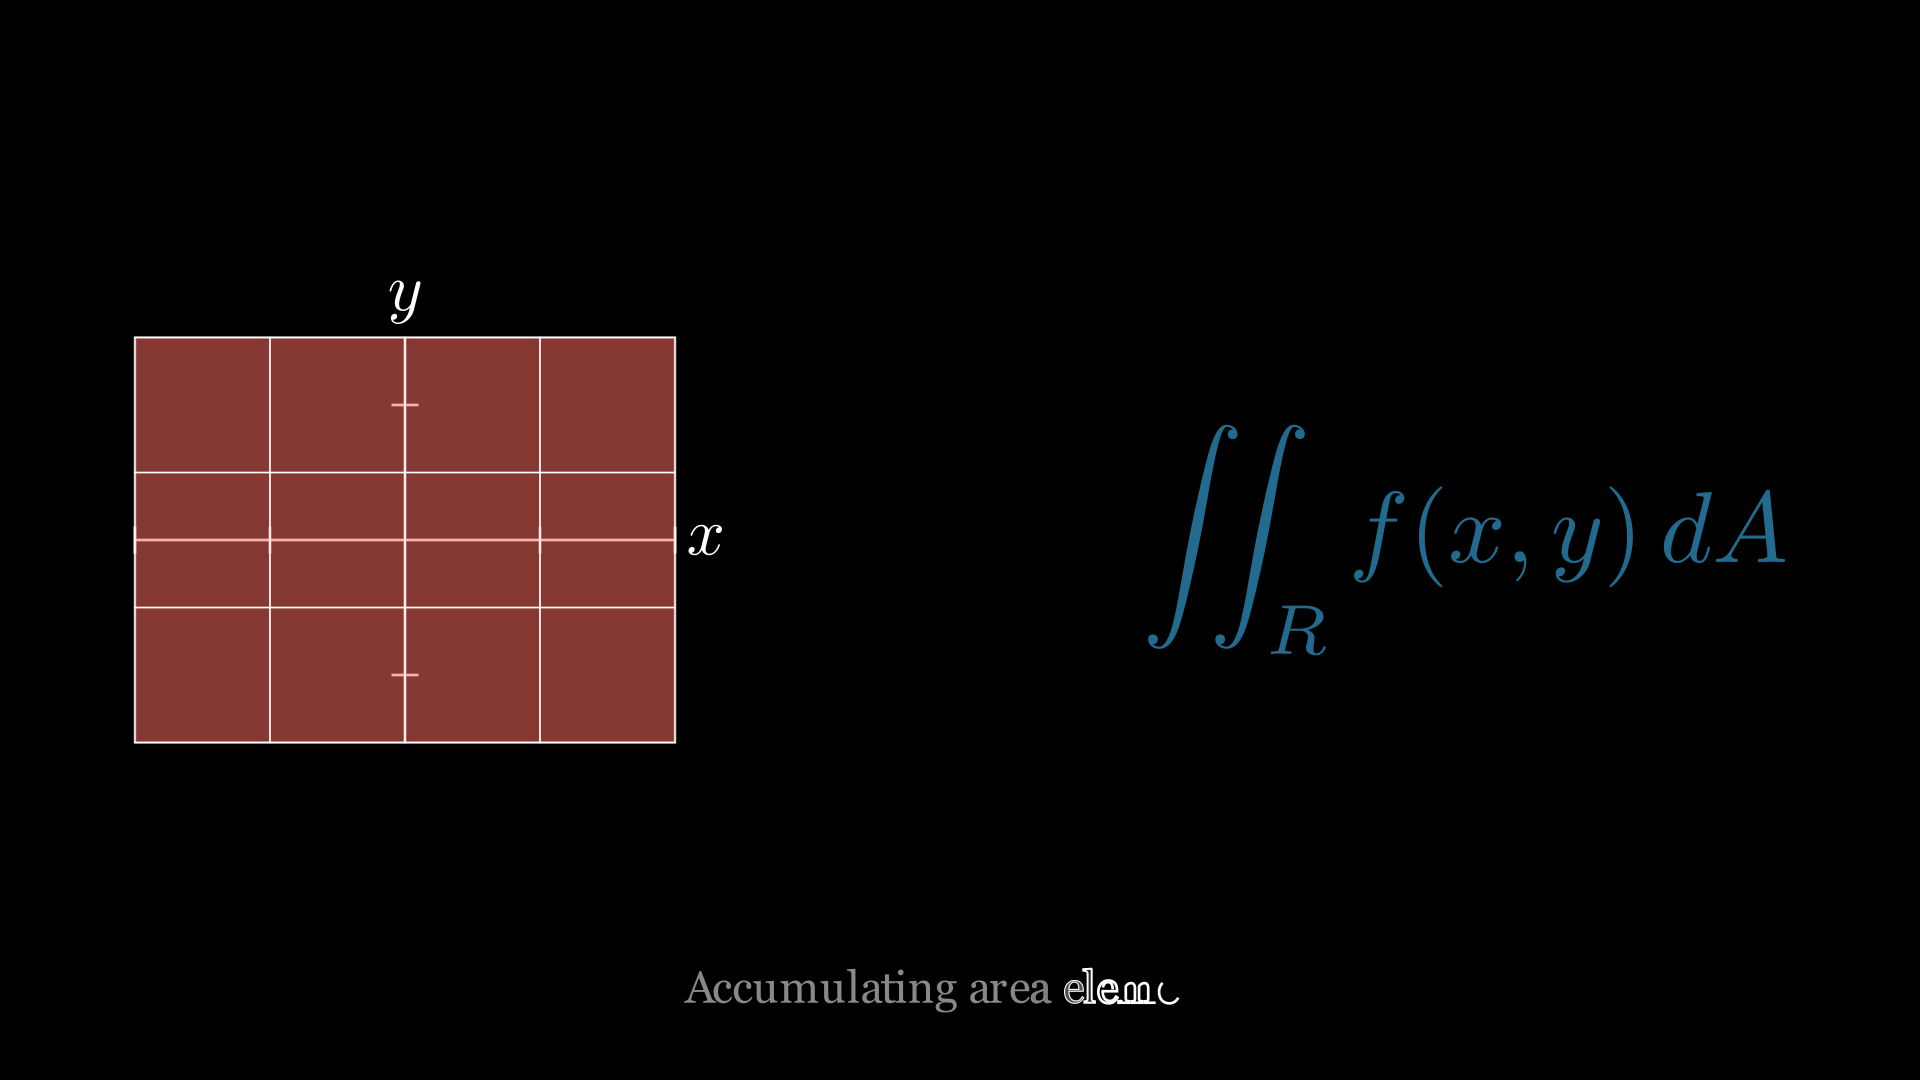 y
x
∬_R f(x, y) dA
Accumulating area